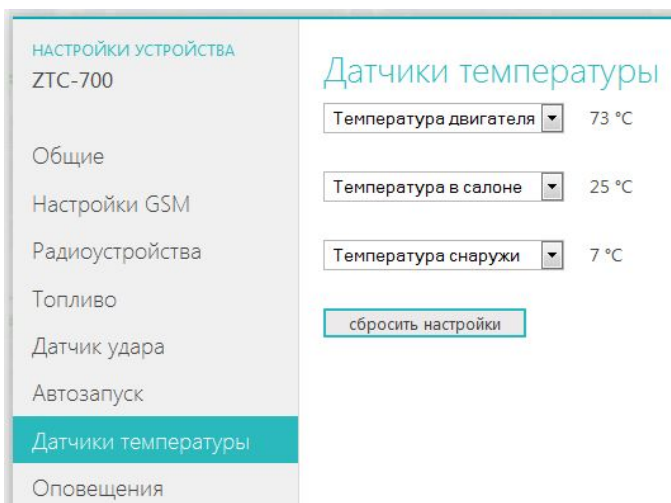 НАСТРОЙКИ УСТРОЙСТВА
ZTC-700
Общие
Настройки GSM
Радиоустройства
Топливо
Датчик удара
Автозапуск
Датчики температуры
Оповещения
Датчики температуры
Температура двигателя 73 °C
Температура в салоне 25 °C
Температура снаружи 7 °C
сбросить настройки